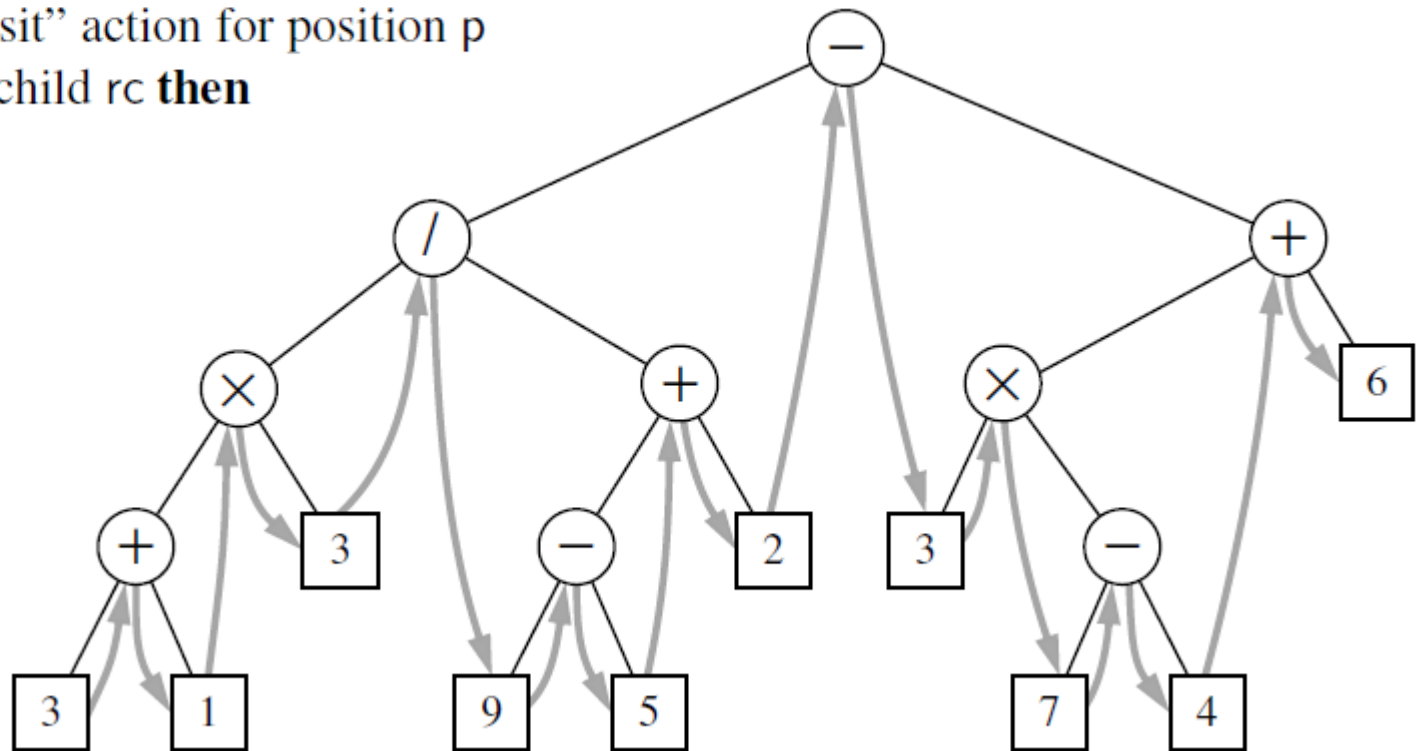 sit” action for position p
child rc then
−
/ +
× + × 6
+ 3 − 2 3 −
3 1 9 5 7 4